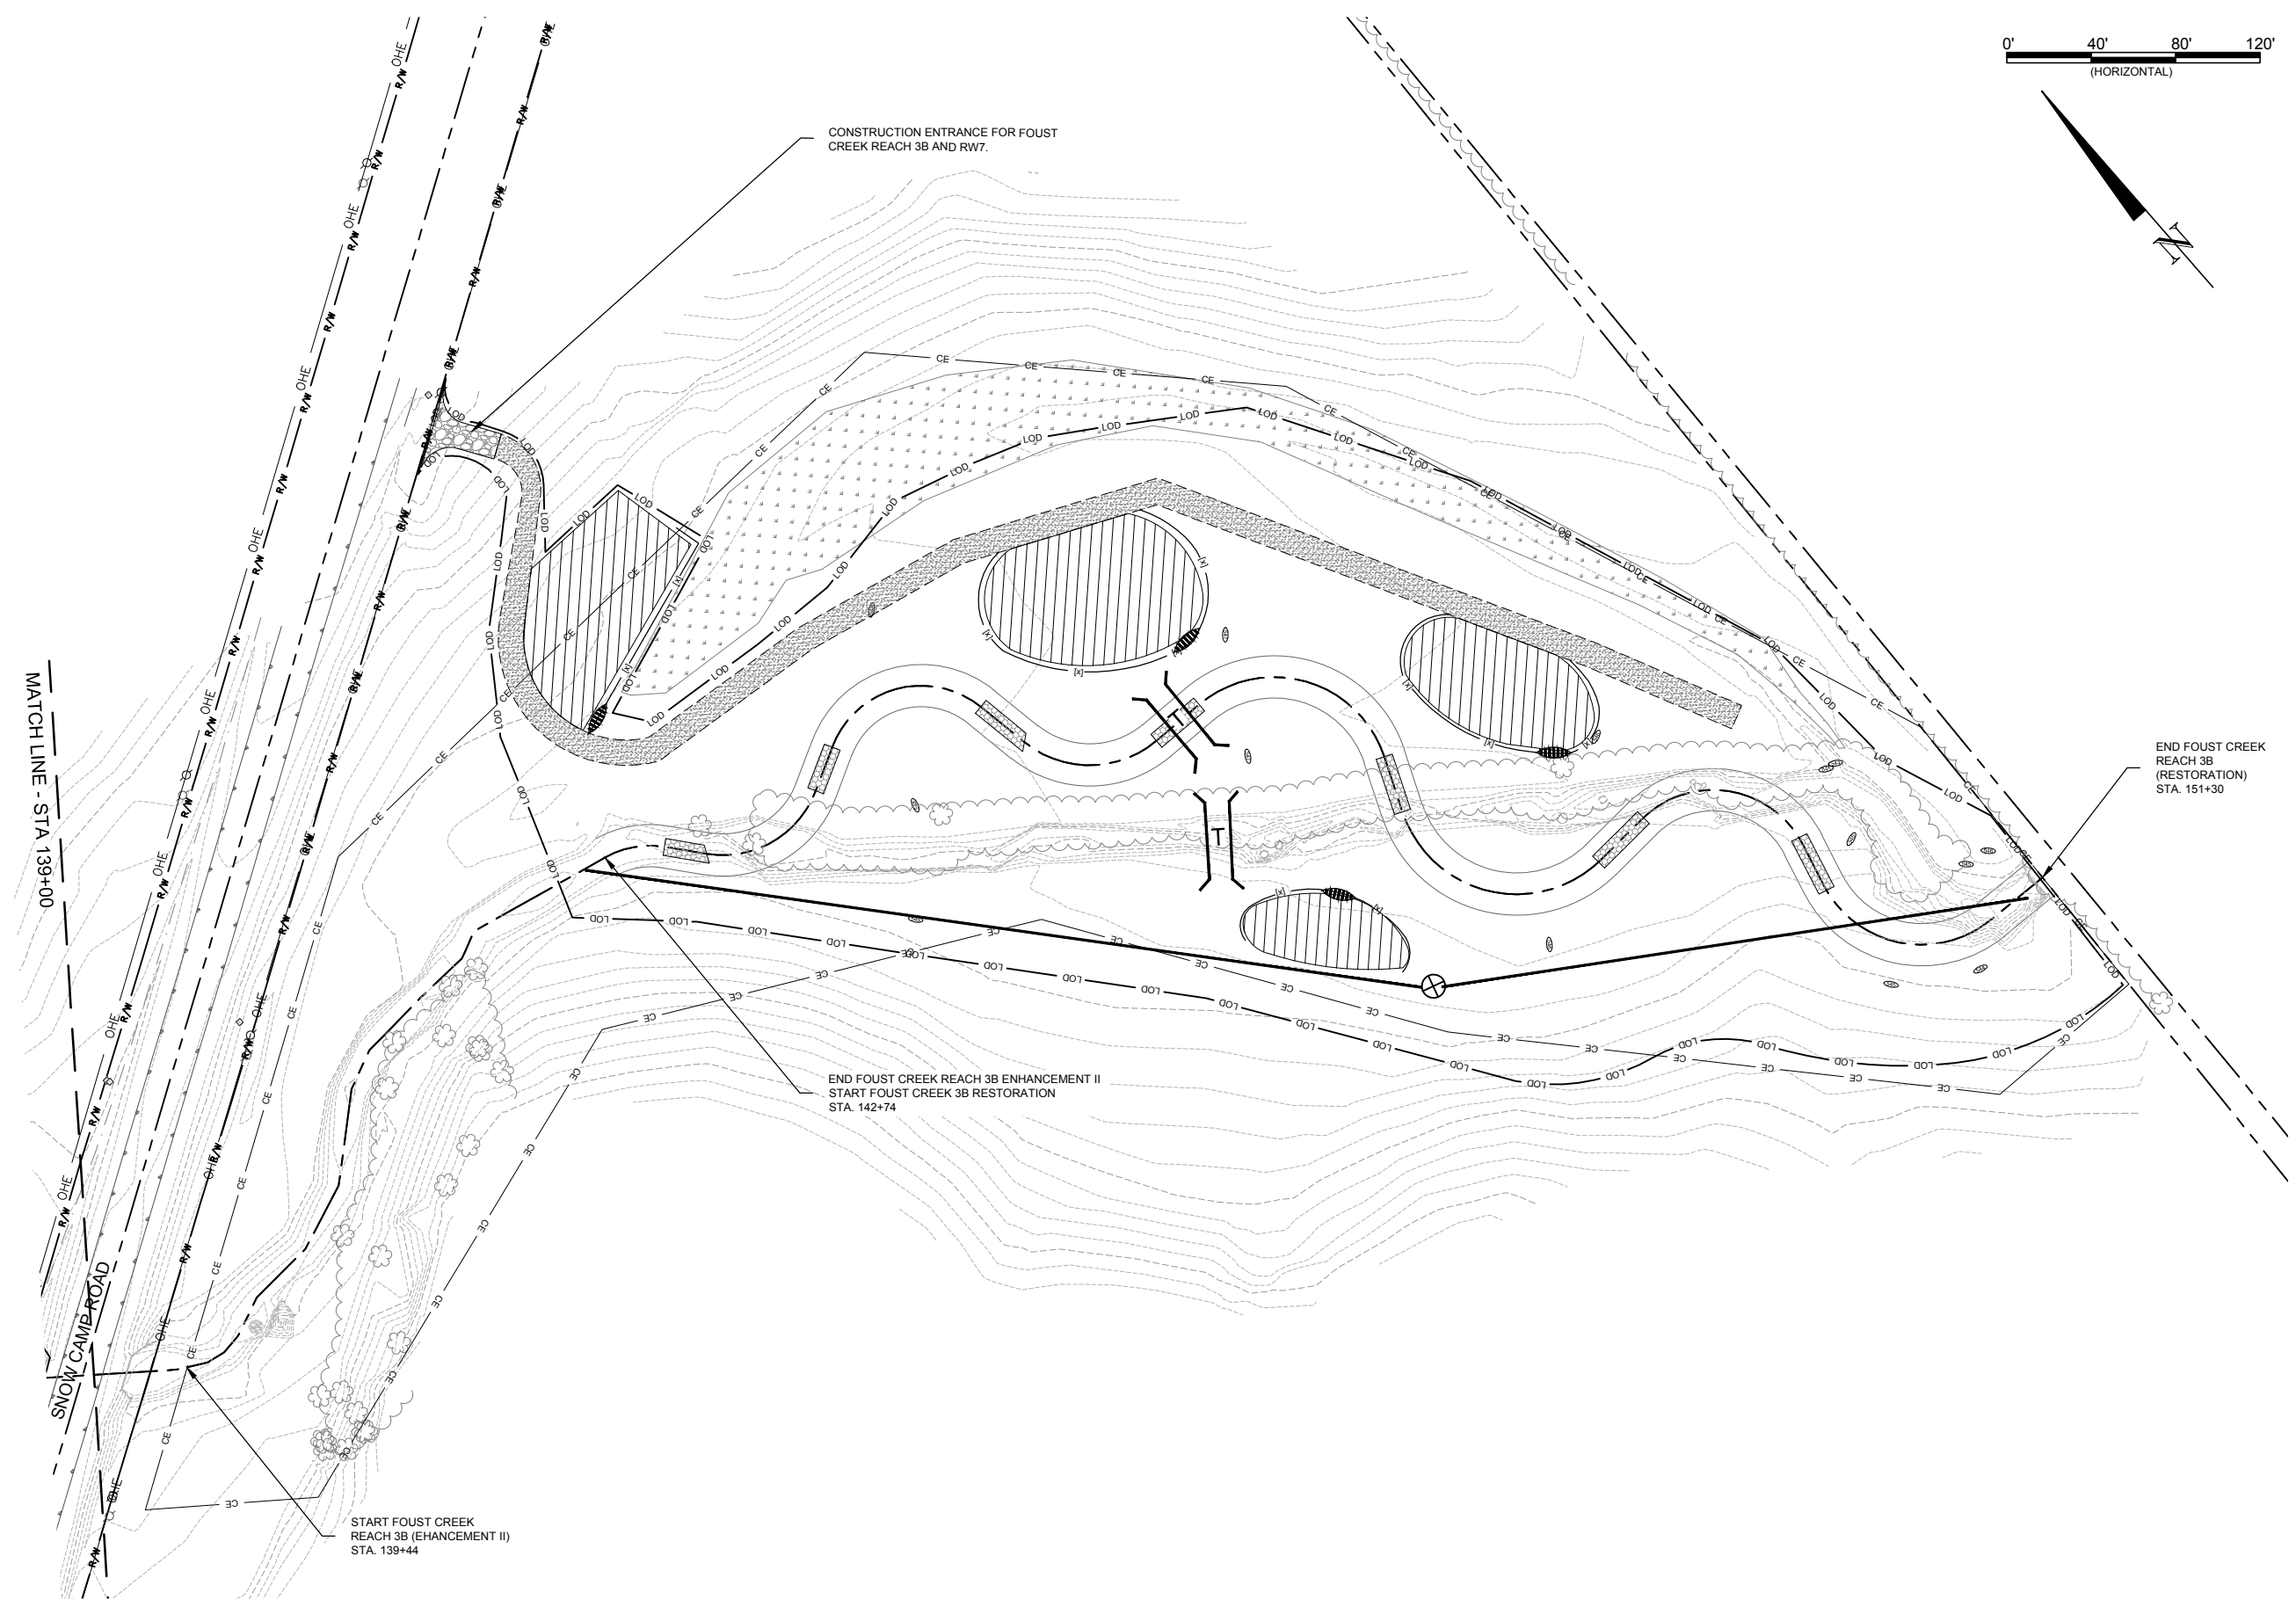 0' 40' 80' 120'
(HORIZONTAL)
N
CONSTRUCTION ENTRANCE FOR FOUST
CREEK REACH 3B AND RW7.
MATCH LINE - STA 139+00
SNOW CAMP ROAD
END FOUST CREEK
REACH 3B
(RESTORATION)
STA. 151+30
END FOUST CREEK REACH 3B ENHANCEMENT II
START FOUST CREEK 3B RESTORATION
STA. 142+74
START FOUST CREEK
REACH 3B (EHANCEMENT II)
STA. 139+44
OHE
R/W
CE
LOD
[x]
T
T